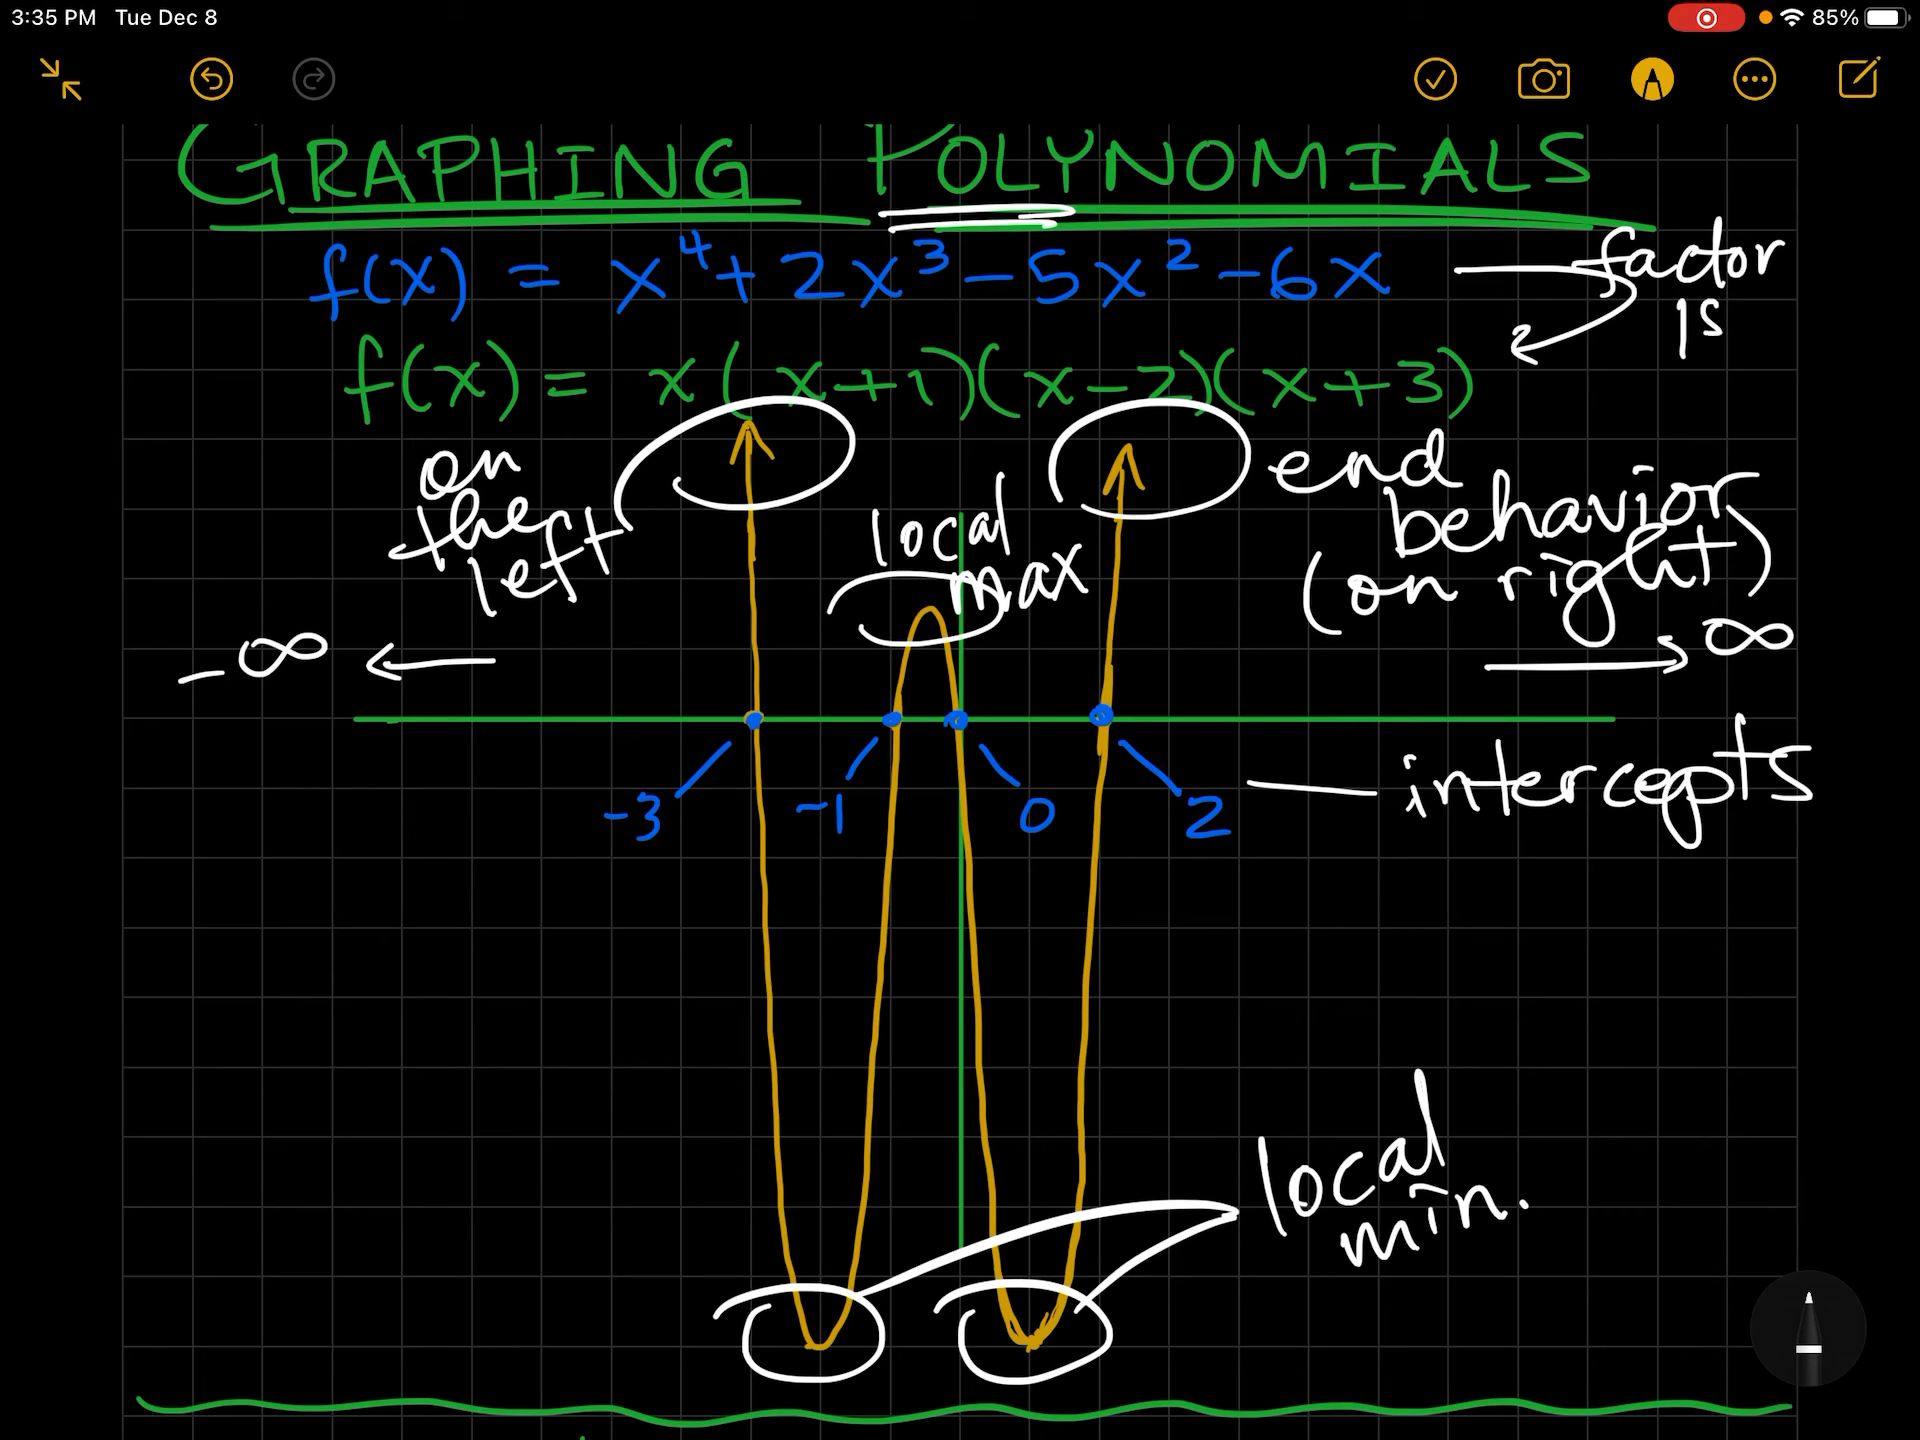 3:35 PM Tue Dec 8 85%
GRAPHING POLYNOMIALS
f(x) = x⁴+2x³-5x²-6x — factor
is
f(x) = x(x+1)(x-2)(x+3)
on
the
left
local
max
end
behavior
(on right)
-∞ ←
→ ∞
-3 -1 0 2 — intercepts
local
min.